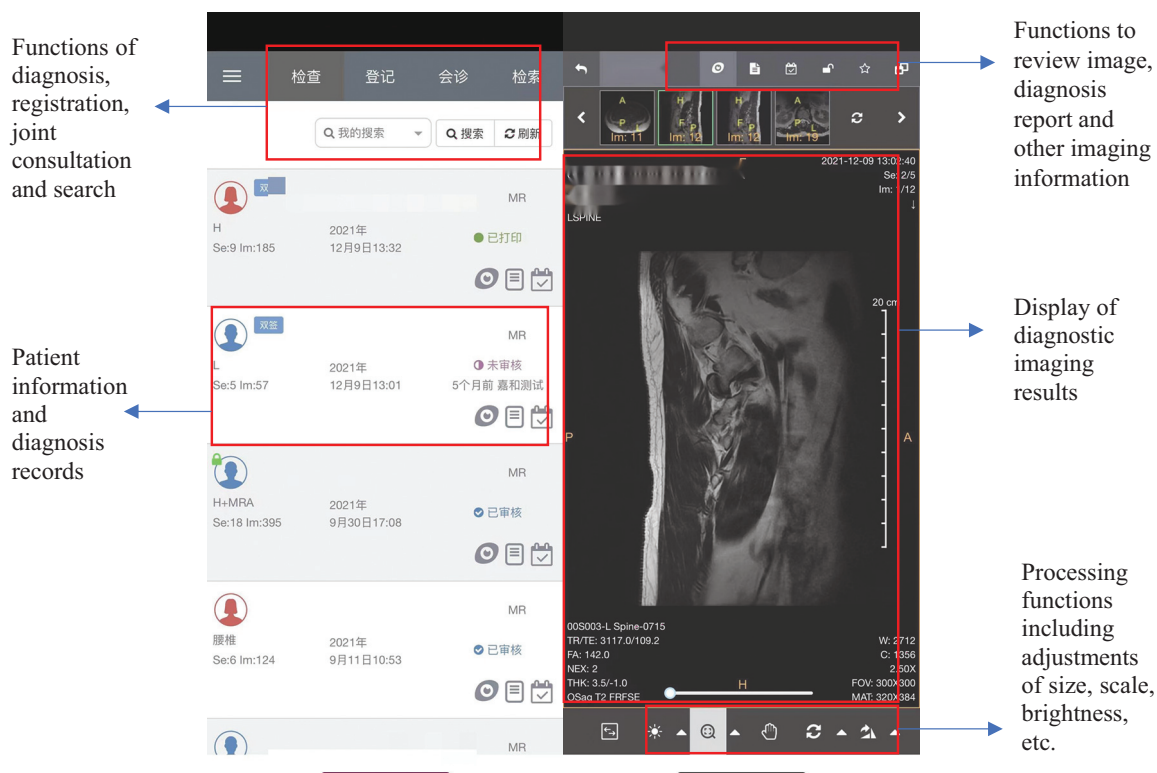 Functions of
diagnosis,
registration,
joint
consultation
and search
Patient
information
and
diagnosis
records
检查 登记 会诊 检索
我的搜索 搜索 刷新
双
MR
H
2021年
已打印
Se:9 Im:185
12月9日13:32
双签
MR
L
2021年
未审核
Se:5 Im:57
12月9日13:01
5个月前 嘉和测试
MR
H+MRA
2021年
已审核
Se:18 Im:395
9月30日17:08
MR
腰椎
2021年
已审核
Se:6 Im:124
9月11日10:53
MR
A
P
L
Im: 11
H
F P
Im: 12
H
F P
Im: 12
A
P L
Im: 19
2021-12-09 13:02:40
Se: 2/5
Im: 1/12
LSPINE
20 cm
P
A
00S003-L Spine-0715
TR/TE: 3117.0/109.2
FA: 142.0
NEX: 2
THK: 3.5/-1.0
OSag T2 FRFSE
H
W: 2712
C: 1356
2.50X
FOV: 300X300
MAT: 320X384
Functions to
review image,
diagnosis
report and
other imaging
information
Display of
diagnostic
imaging
results
Processing
functions
including
adjustments
of size, scale,
brightness,
etc.